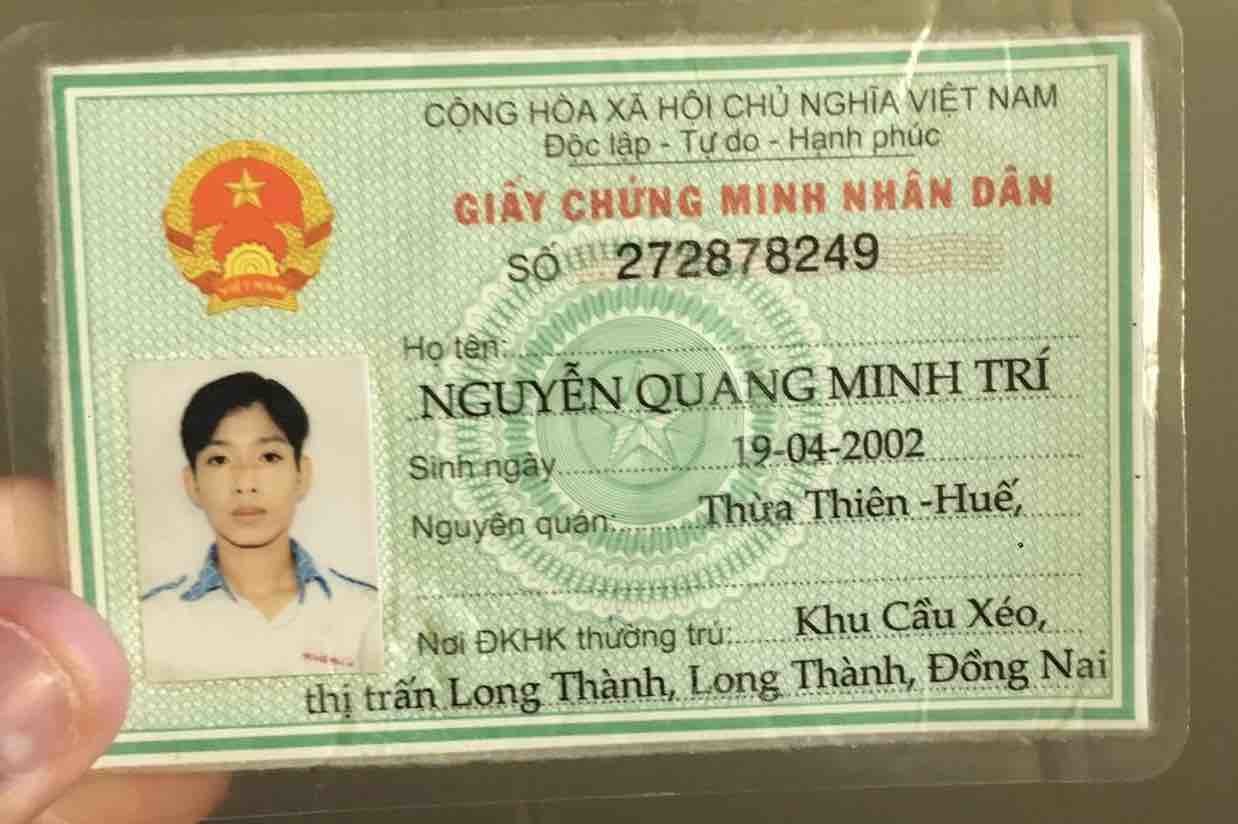 CỘNG HÒA XÃ HỘI CHỦ NGHĨA VIỆT NAM
Độc lập - Tự do - Hạnh phúc
GIẤY CHỨNG MINH NHÂN DÂN
SỐ 272878249
VIỆT NAM
Họ tên:
NGUYỄN QUANG MINH TRÍ
Sinh ngày 19-04-2002
Nguyên quán: Thừa Thiên -Huế,
Nơi ĐKHK thường trú: Khu Cầu Xéo,
thị trấn Long Thành, Long Thành, Đồng Nai